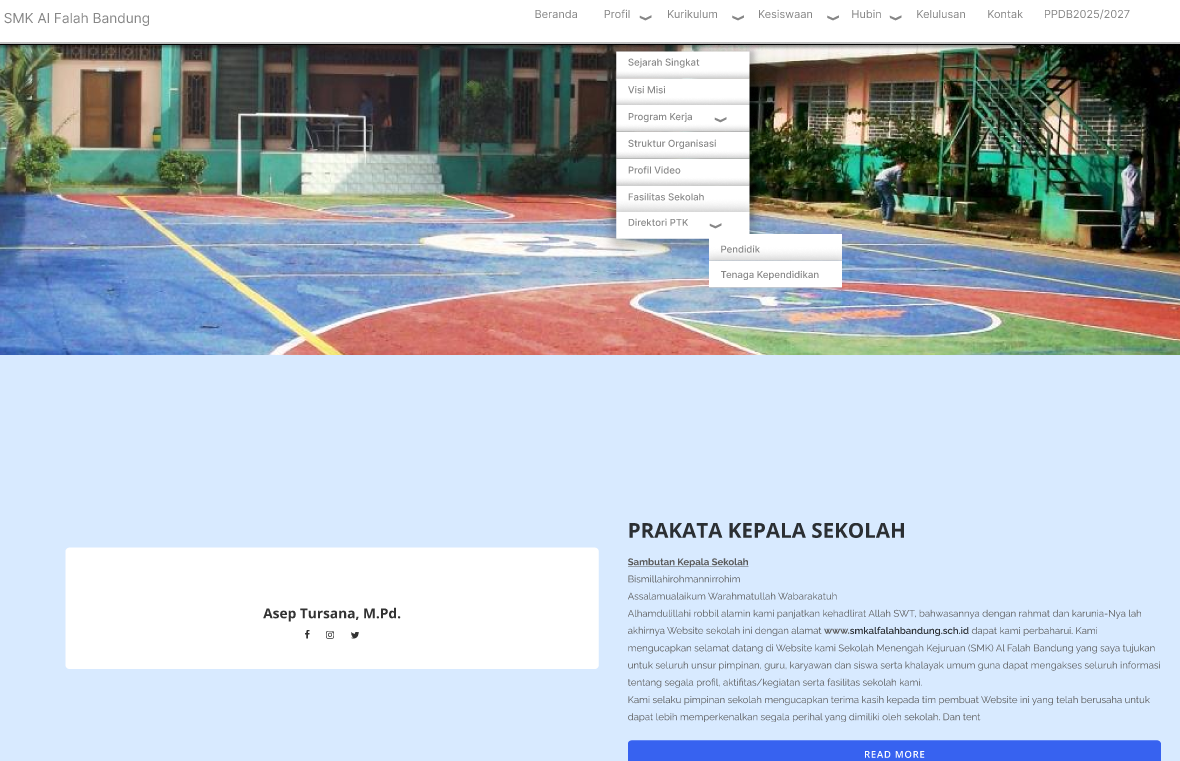 SMK Al Falah Bandung
Beranda Profil Kurikulum Kesiswaan Hubin Kelulusan Kontak PPDB2025/2027
Sejarah Singkat
Visi Misi
Program Kerja
Struktur Organisasi
Profil Video
Fasilitas Sekolah
Direktori PTK
Pendidik
Tenaga Kependidikan
Asep Tursana, M.Pd.
PRAKATA KEPALA SEKOLAH
Sambutan Kepala Sekolah
Bismillahirohmannirrohim
Assalamualaikum Warahmatullah Wabarakatuh
Alhamdulillahi robbil alamin kami panjatkan kehadlirat Allah SWT, bahwasannya dengan rahmat dan karunia-Nya lah
akhirnya Website sekolah ini dengan alamat www.smkalfalahbandung.sch.id dapat kami perbaharui. Kami
mengucapkan selamat datang di Website kami Sekolah Menengah Kejuruan (SMK) Al Falah Bandung yang saya tujukan
untuk seluruh unsur pimpinan, guru, karyawan dan siswa serta khalayak umum guna dapat mengakses seluruh informasi
tentang segala profil, aktifitas/kegiatan serta fasilitas sekolah kami.
Kami selaku pimpinan sekolah mengucapkan terima kasih kepada tim pembuat Website ini yang telah berusaha untuk
dapat lebih memperkenalkan segala perihal yang dimiliki oleh sekolah. Dan tent
READ MORE